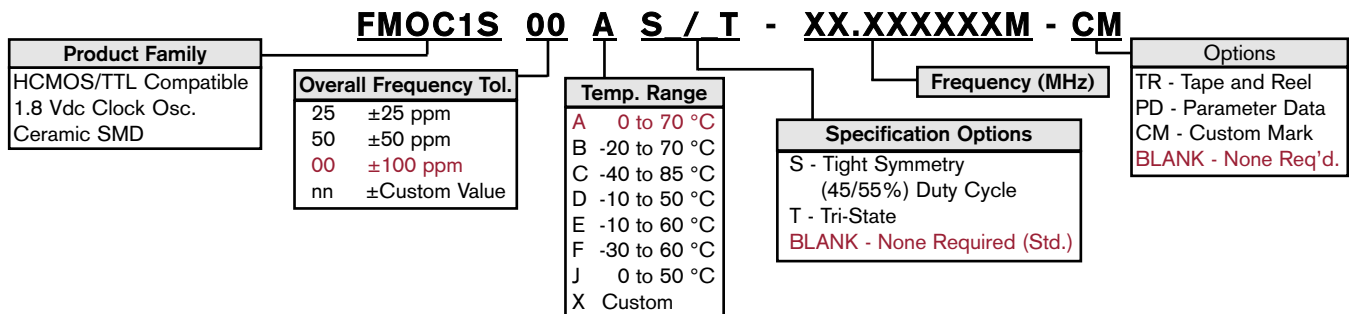 FMOC1S 00 A S_/_T - XX.XXXXXXM - CM
Product Family
HCMOS/TTL Compatible
1.8 Vdc Clock Osc.
Ceramic SMD
Overall Frequency Tol.
25 ±25 ppm
50 ±50 ppm
00 ±100 ppm
nn ±Custom Value
Temp. Range
A 0 to 70 °C
B -20 to 70 °C
C -40 to 85 °C
D -10 to 50 °C
E -10 to 60 °C
F -30 to 60 °C
J 0 to 50 °C
X Custom
Specification Options
S - Tight Symmetry
(45/55%) Duty Cycle
T - Tri-State
BLANK - None Required (Std.)
Frequency (MHz)
Options
TR - Tape and Reel
PD - Parameter Data
CM - Custom Mark
BLANK - None Req'd.